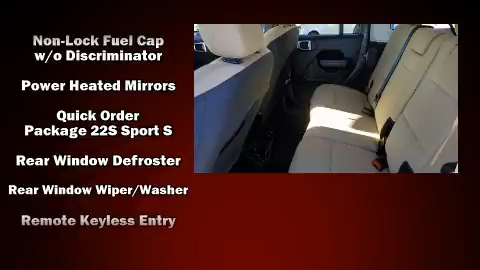 Non-Lock Fuel Cap
w/o Discriminator
Power Heated Mirrors
Quick Order
Package 22S Sport S
Rear Window Defroster
Rear Window Wiper/Washer
Remote Keyless Entry